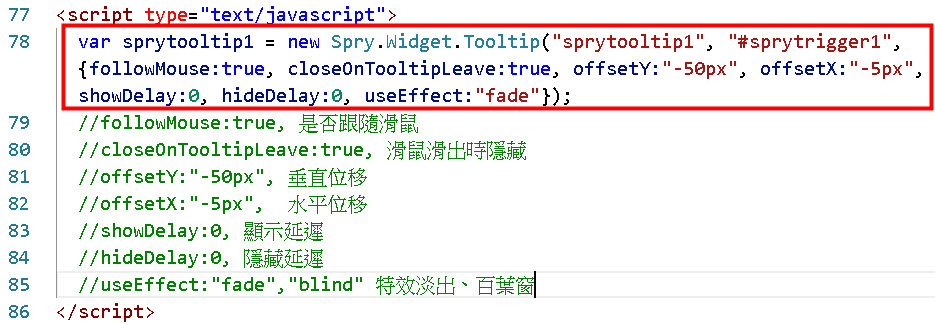 77 <script type="text/javascript">
78 var sprytooltip1 = new Spry.Widget.Tooltip("sprytooltip1", "#sprytrigger1",
{followMouse:true, closeOnTooltipLeave:true, offsetY:"-50px", offsetX:"-5px",
showDelay:0, hideDelay:0, useEffect:"fade"});
79 //followMouse:true, 是否跟隨滑鼠
80 //closeOnTooltipLeave:true, 滑鼠滑出時隱藏
81 //offsetY:"-50px", 垂直位移
82 //offsetX:"-5px", 水平位移
83 //showDelay:0, 顯示延遲
84 //hideDelay:0, 隱藏延遲
85 //useEffect:"fade","blind" 特效淡出、百葉窗
86 </script>